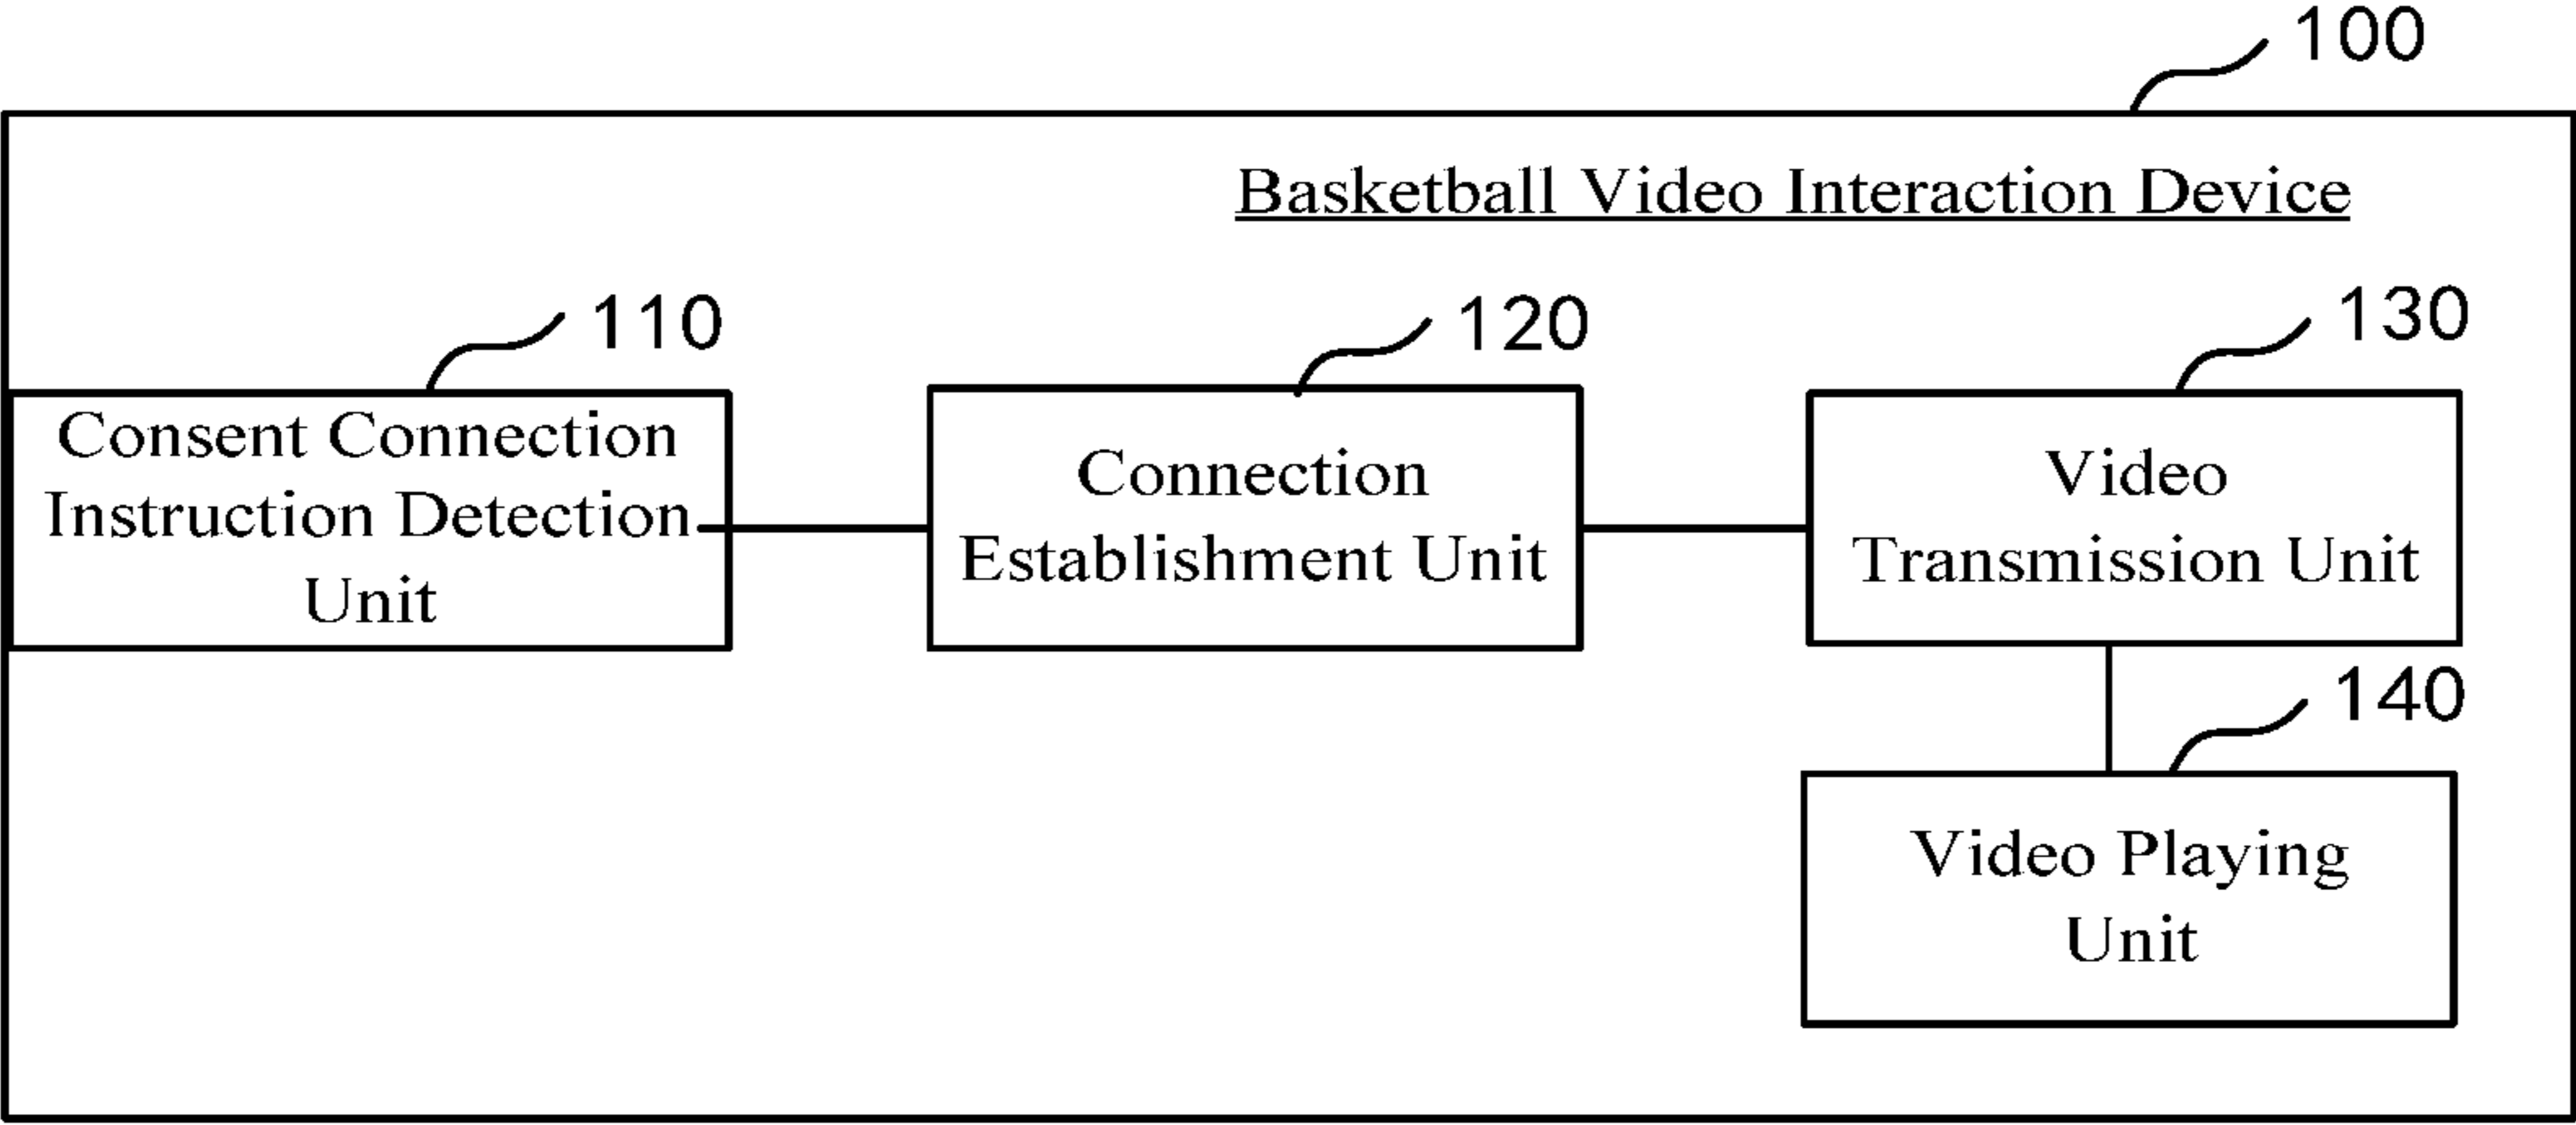 100
Basketball Video Interaction Device
110
120
130
Consent Connection
Instruction Detection
Unit
Connection
Establishment Unit
Video
Transmission Unit
140
Video Playing
Unit